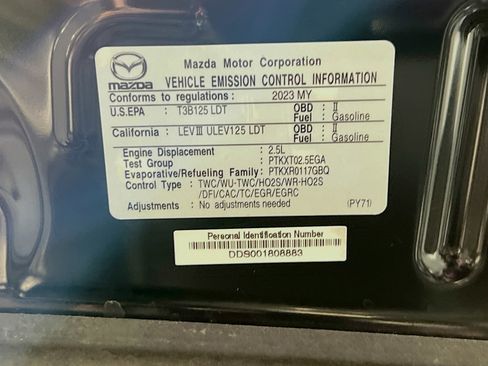 mazda
Mazda Motor Corporation
VEHICLE EMISSION CONTROL INFORMATION
Conforms to regulations: 2023 MY
U.S.EPA : T3B125 LDT OBD : II
Fuel : Gasoline
California : LEVⅢ ULEV125 LDT OBD : II
Fuel : Gasoline
Engine Displacement : 2.5L
Test Group : PTKXT02.5EGA
Evaporative/Refueling Family: PTKXR0117GBQ
Control Type : TWC/WU-TWC/HO2S/WR-HO2S
/DFI/CAC/TC/EGR/EGRC
Adjustments : No adjustments needed (PY71)
Personal Identification Number
DDS001808883